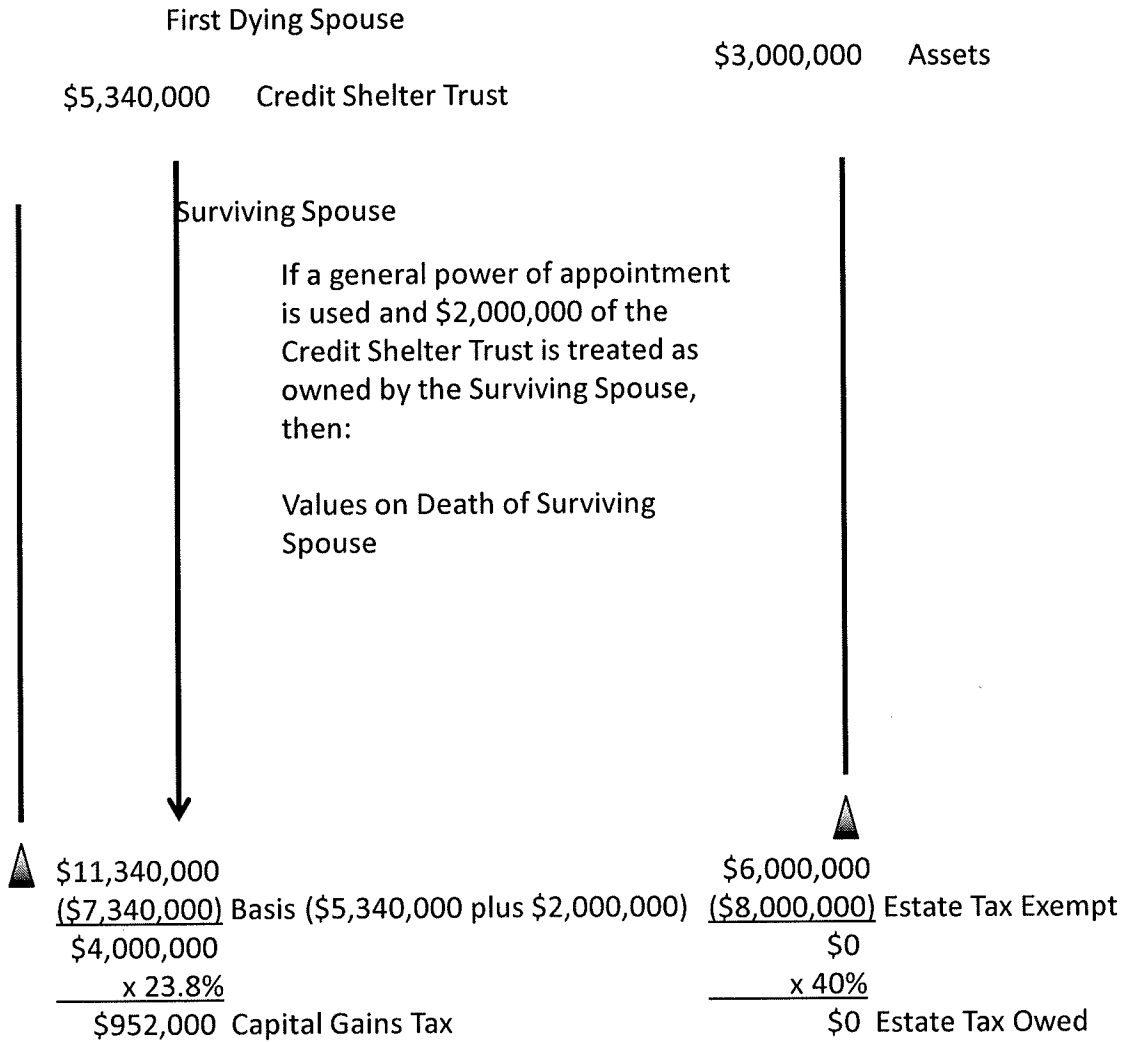 First Dying Spouse
$3,000,000 Assets
$5,340,000 Credit Shelter Trust
Surviving Spouse
If a general power of appointment
is used and $2,000,000 of the
Credit Shelter Trust is treated as
owned by the Surviving Spouse,
then:
Values on Death of Surviving
Spouse
$11,340,000
($7,340,000) Basis ($5,340,000 plus $2,000,000)
$4,000,000
x 23.8%
$952,000 Capital Gains Tax
$6,000,000
($8,000,000) Estate Tax Exempt
$0
x 40%
$0 Estate Tax Owed